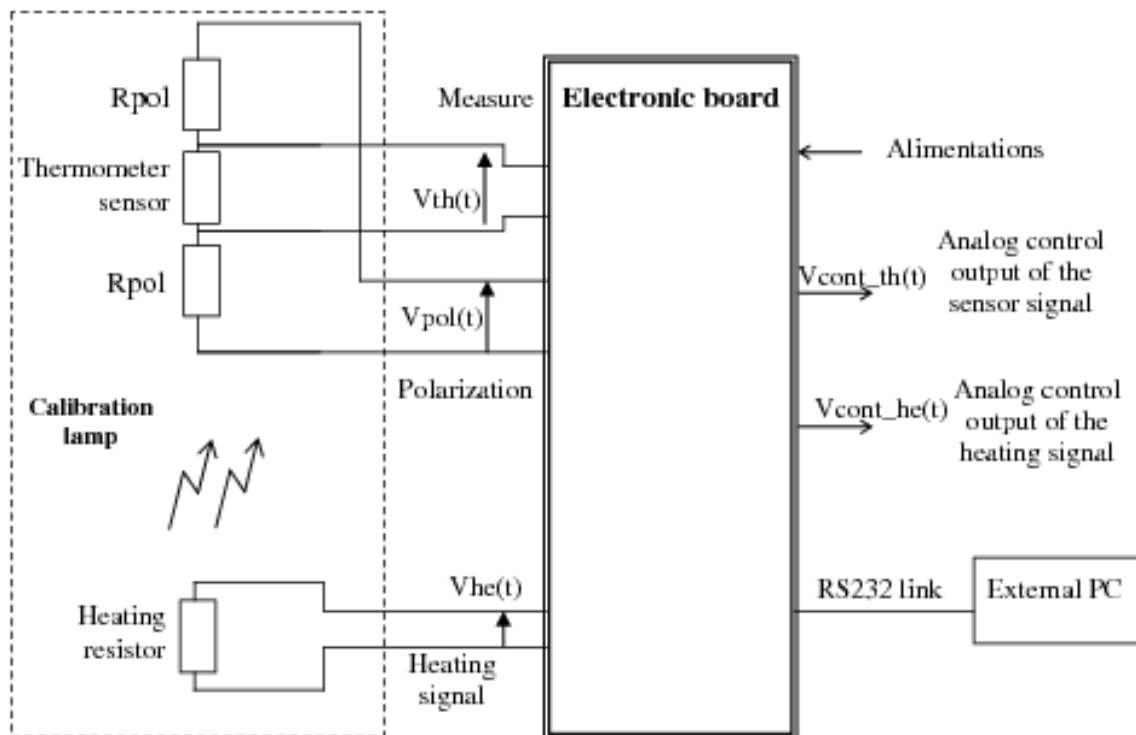 Rpol
Measure
Electronic board
Thermometer
sensor
Vth(t)
Alimentations
Rpol
Vpol(t)
Vcont_th(t)
Analog control
output of the
sensor signal
Polarization
Calibration
lamp
Vcont_he(t)
Analog control
output of the
heating signal
Heating
resistor
Vhe(t)
Heating
signal
RS232 link
External PC